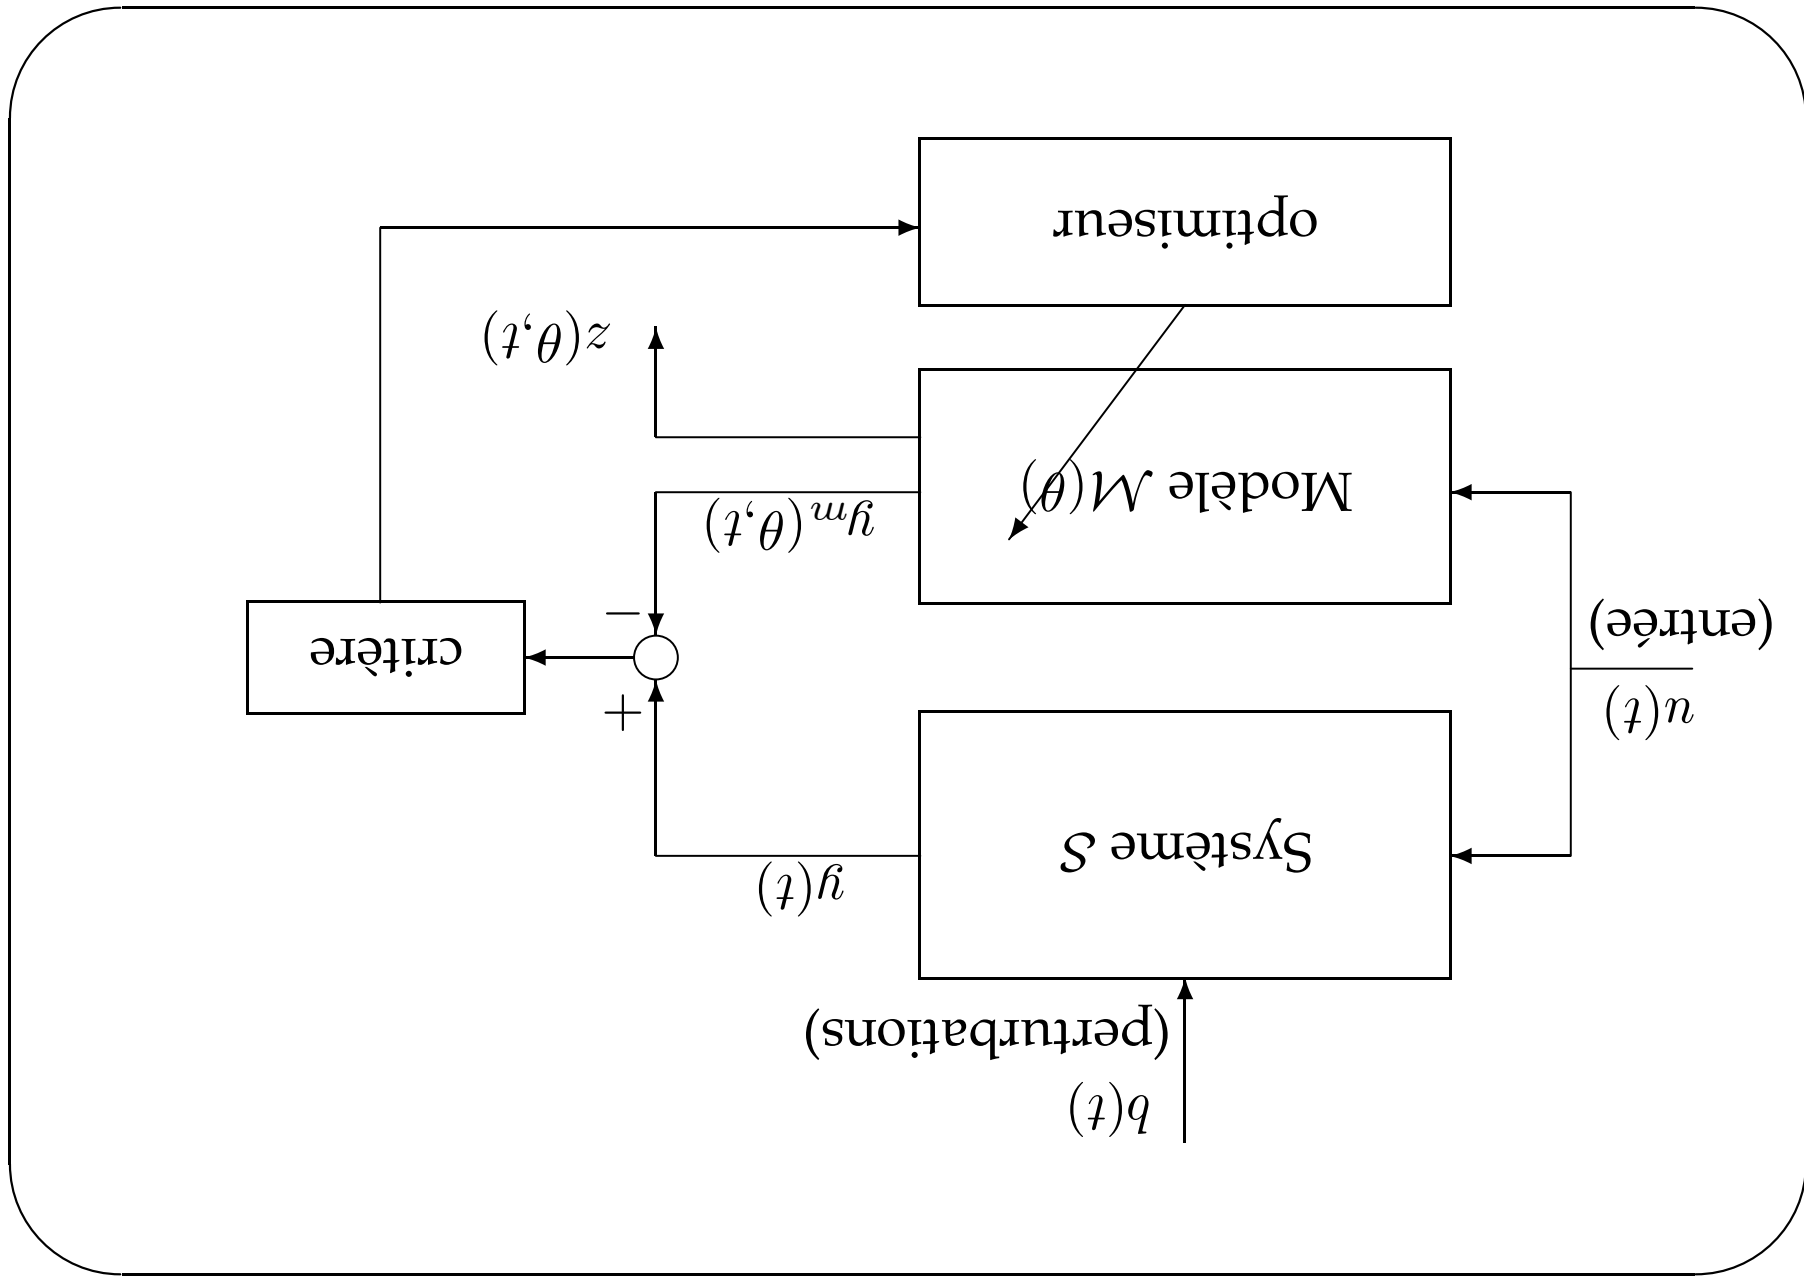 b(t)
(perturbations)
Système S
y(t)
u(t)
(entrée)
+
−
critère
y_m(θ,t)
Modèle M(θ)
z(θ,t)
optimiseur